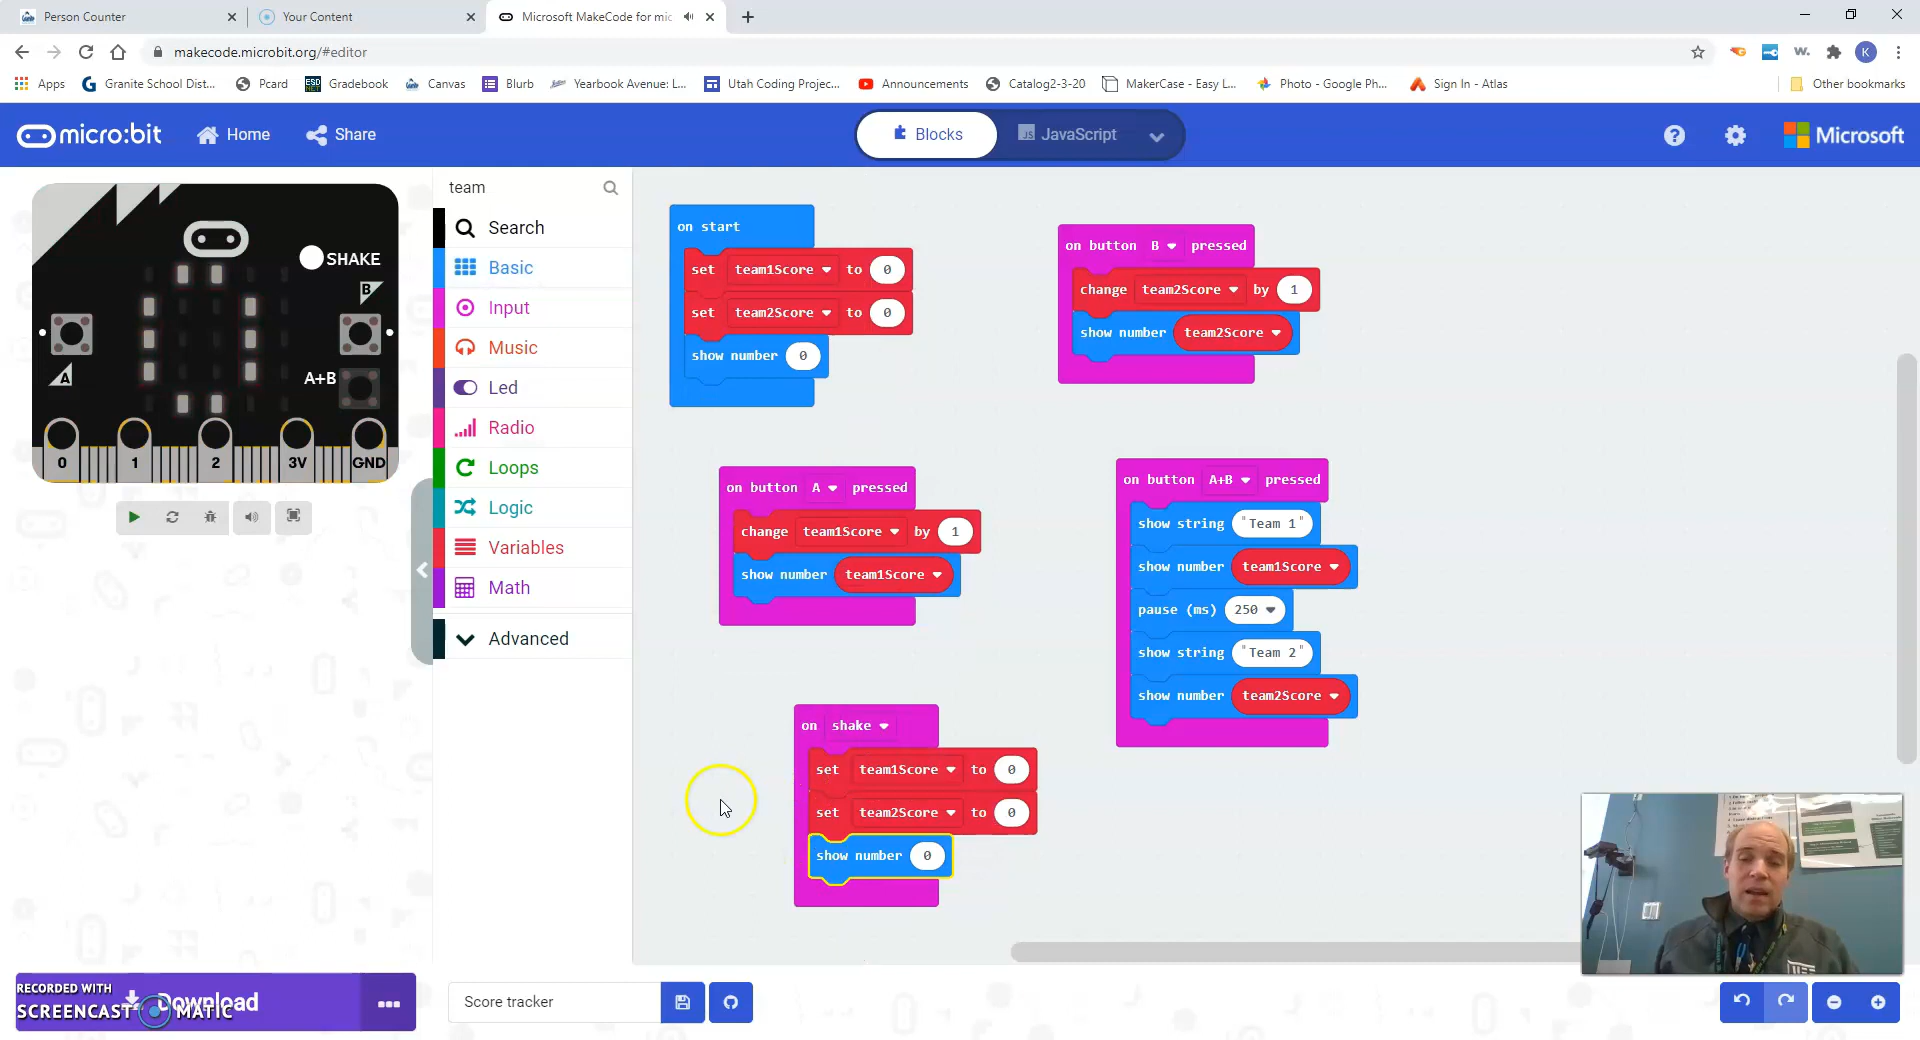 Person Counter
Your Content
Microsoft MakeCode for mic
makecode.microbit.org/#editor
K
Apps
Granite School Dist...
Pcard
Gradebook
Canvas
Blurb
Yearbook Avenue: L...
Utah Coding Projec...
Announcements
Catalog2-3-20
MakerCase - Easy L...
Photo - Google Ph...
Sign In - Atlas
Other bookmarks
micro:bit
Home
Share
Blocks
JS JavaScript
?
Microsoft
SHAKE
B
A
A+B
0 1 2 3V GND
team
Search
Basic
Input
Music
Led
Radio
Loops
Logic
Variables
Math
Advanced
on start
set team1Score to 0
set team2Score to 0
show number 0
on button B pressed
change team2Score by 1
show number team2Score
on button A pressed
change team1Score by 1
show number team1Score
on button A+B pressed
show string "Team 1"
show number team1Score
pause (ms) 250
show string "Team 2"
show number team2Score
on shake
set team1Score to 0
set team2Score to 0
show number 0
RECORDED WITH
SCREENCAST MATIC
Download
Score tracker